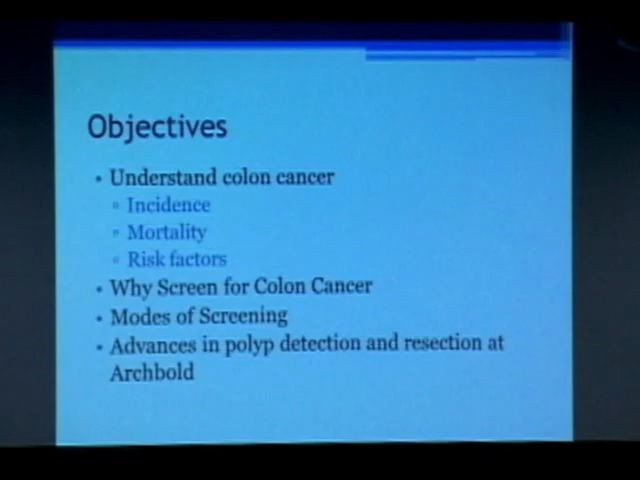 Objectives
• Understand colon cancer
▫ Incidence
▫ Mortality
▫ Risk factors
• Why Screen for Colon Cancer
• Modes of Screening
• Advances in polyp detection and resection at
Archbold